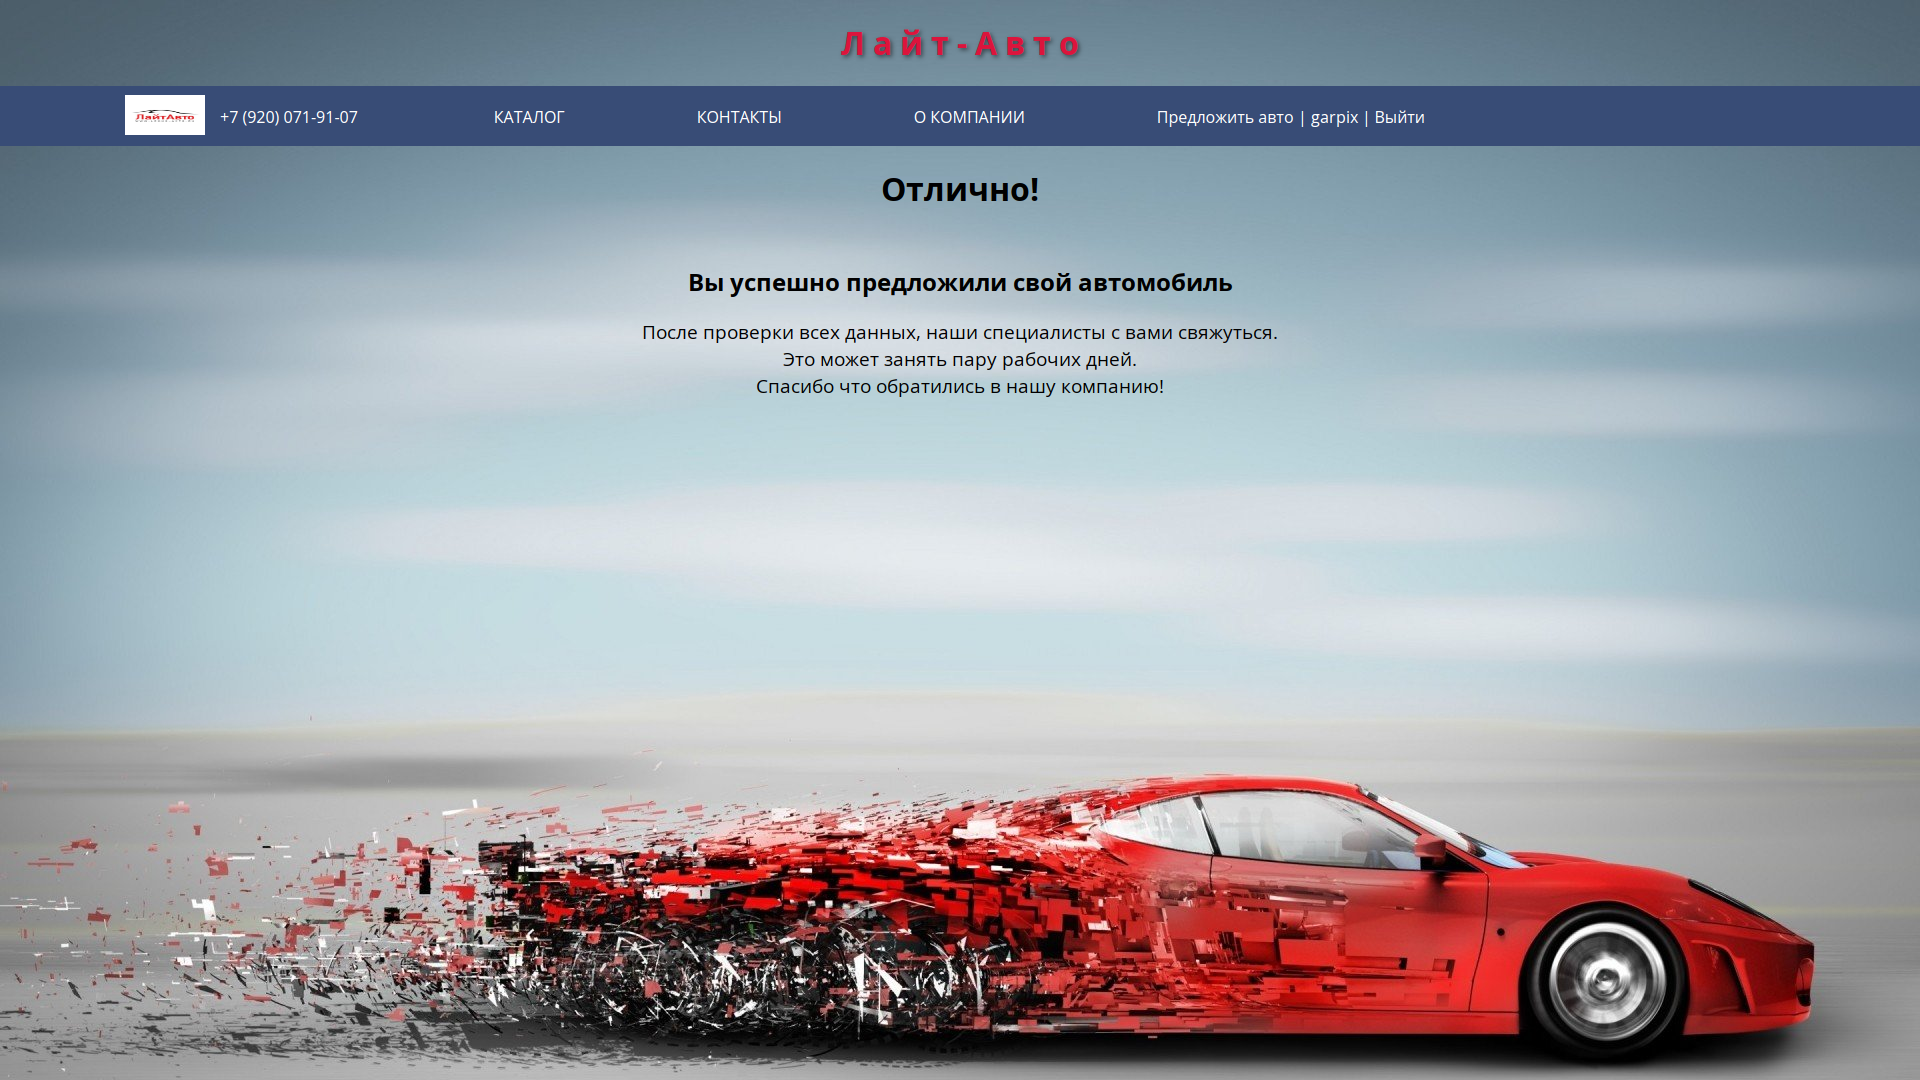 Лайт-Авто
ЛайтАвто
+7 (920) 071-91-07
КАТАЛОГ
КОНТАКТЫ
О КОМПАНИИ
Предложить авто | garpix | Выйти
Отлично!
Вы успешно предложили свой автомобиль
После проверки всех данных, наши специалисты с вами свяжуться.
Это может занять пару рабочих дней.
Спасибо что обратились в нашу компанию!